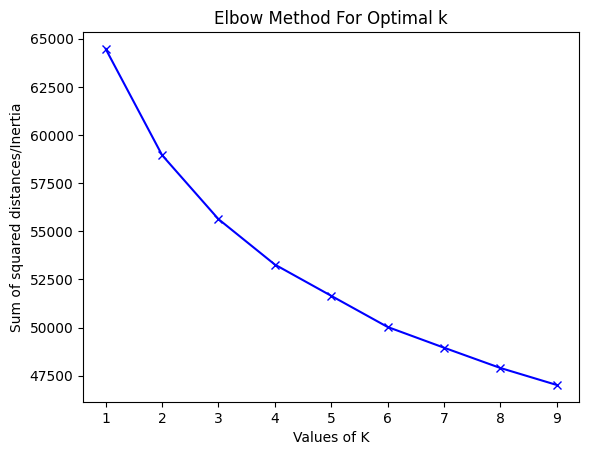 Elbow Method For Optimal k
65000
62500
60000
57500
55000
52500
50000
47500
Sum of squared distances/Inertia
1 2 3 4 5 6 7 8 9
Values of K